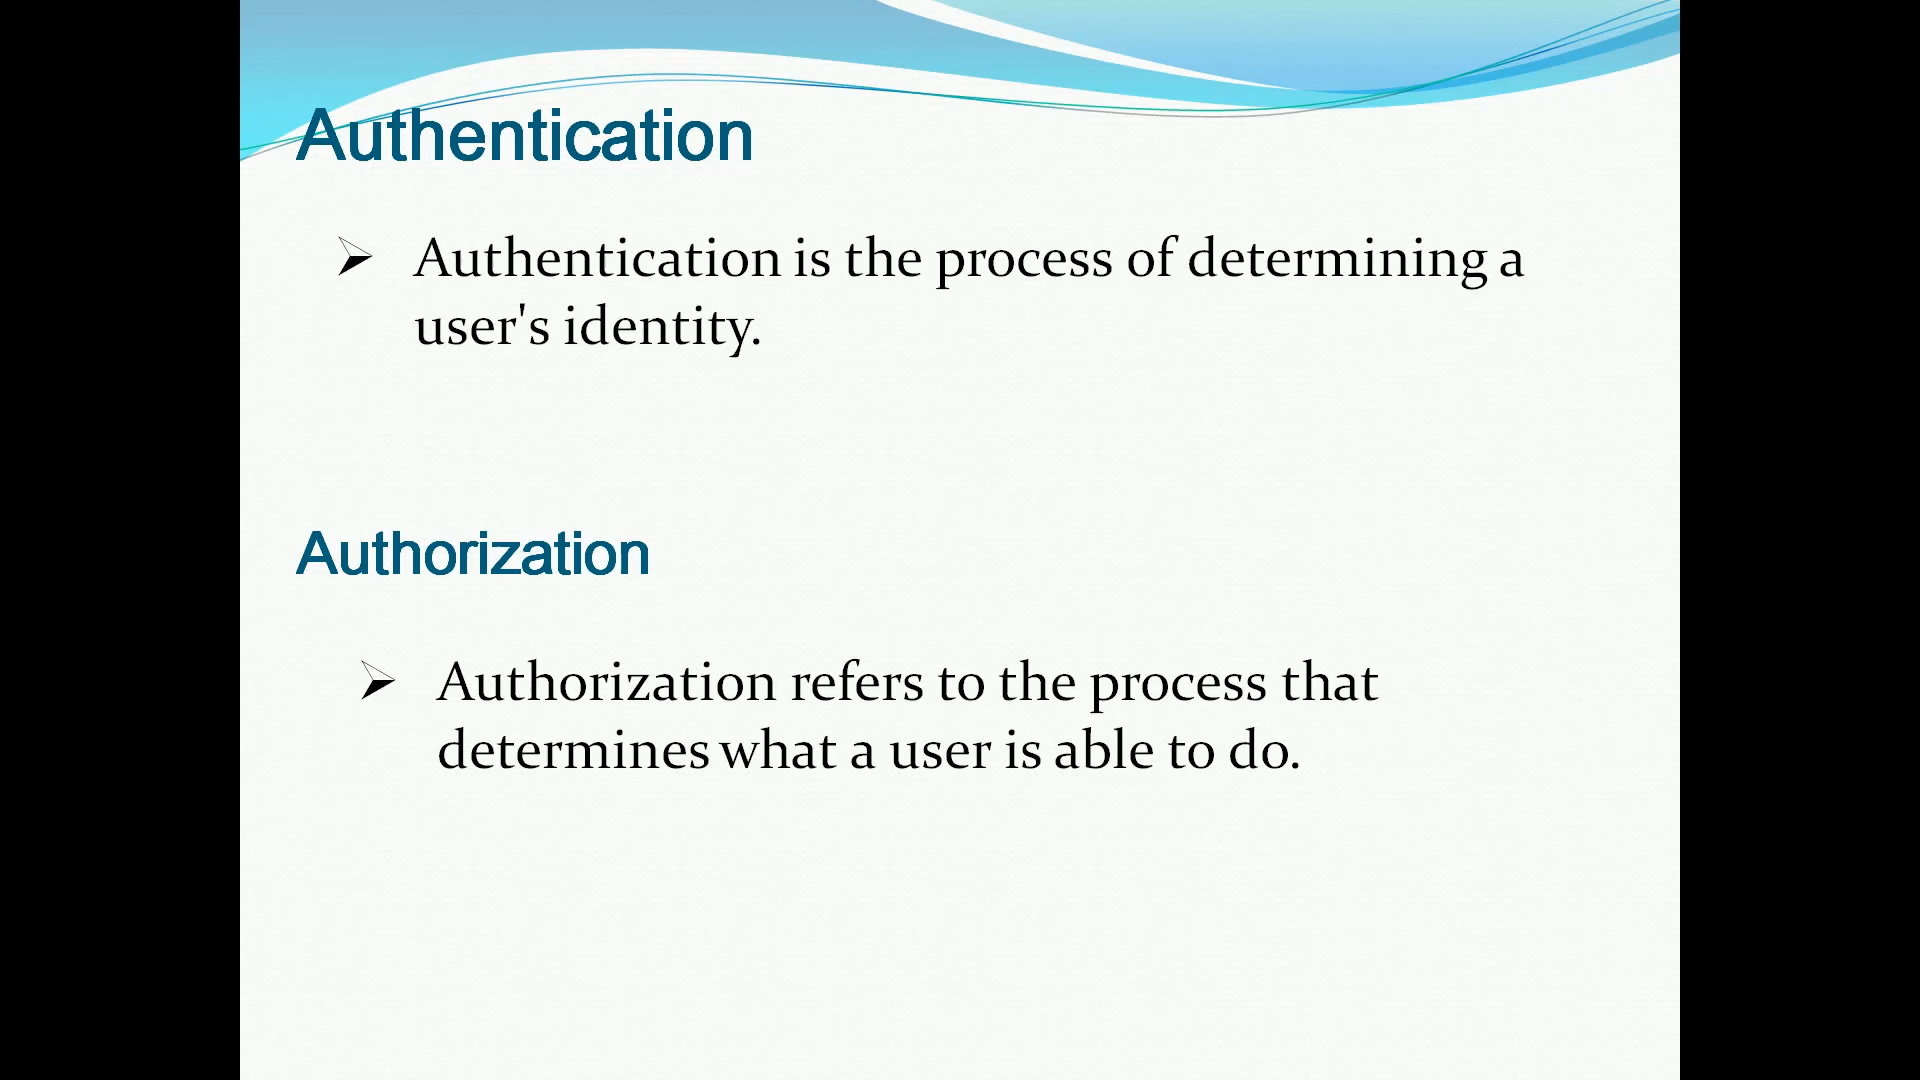 Authentication
Authentication is the process of determining a
user's identity.
Authorization
Authorization refers to the process that
determines what a user is able to do.